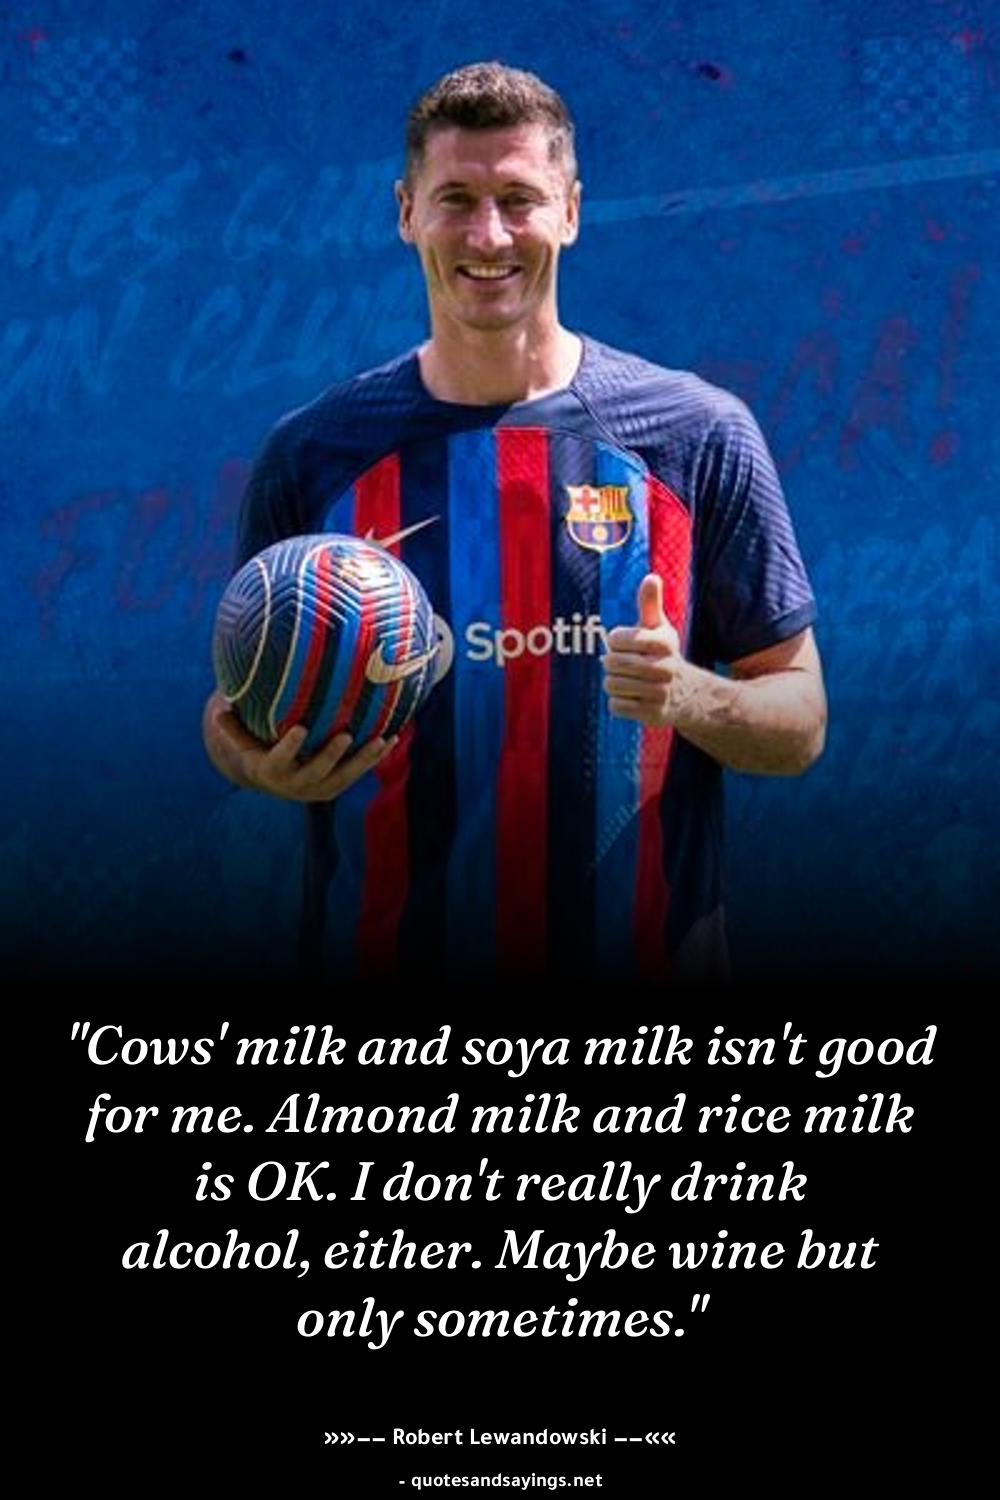 Spotify
"Cows' milk and soya milk isn't good
for me. Almond milk and rice milk
is OK. I don't really drink
alcohol, either. Maybe wine but
only sometimes."
»»−− Robert Lewandowski −−««
- quotesandsayings.net